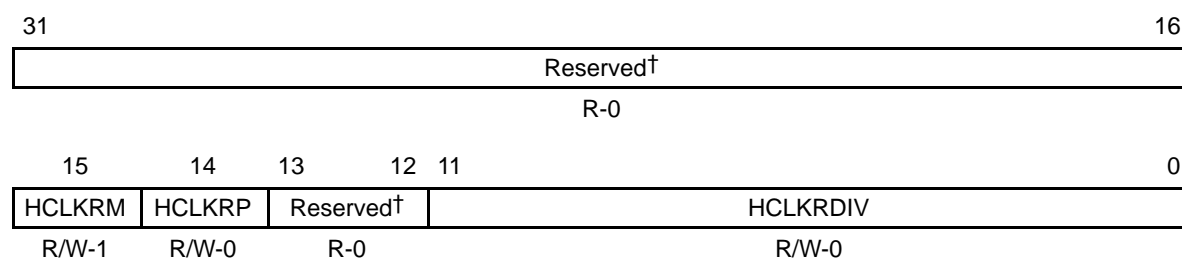 31 16
Reserved†
R-0
15 14 13 12 11 0
HCLKRM HCLKRP Reserved† HCLKRDIV
R/W-1 R/W-0 R-0 R/W-0